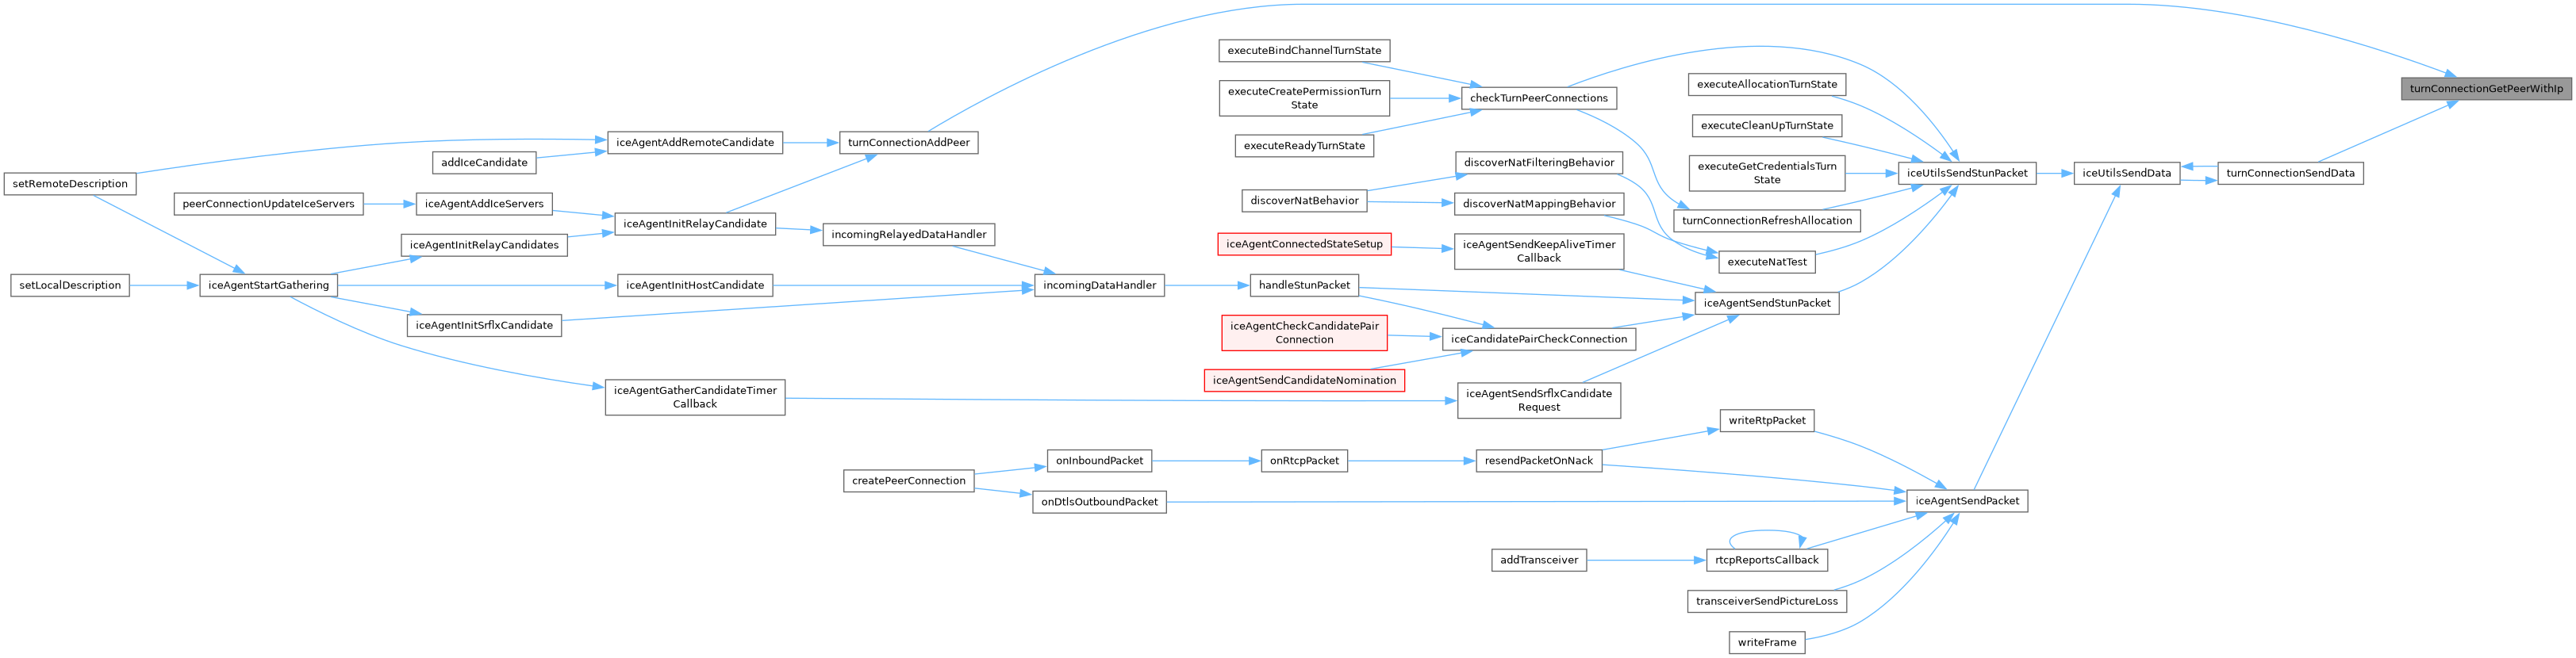 executeBindChannelTurnState
executeAllocationTurnState
turnConnectionGetPeerWithIp
executeCreatePermissionTurn
State
checkTurnPeerConnections
executeCleanUpTurnState
iceAgentAddRemoteCandidate
turnConnectionAddPeer
executeReadyTurnState
addIceCandidate
discoverNatFilteringBehavior
executeGetCredentialsTurn
State
iceUtilsSendStunPacket
iceUtilsSendData
turnConnectionSendData
setRemoteDescription
peerConnectionUpdateIceServers
iceAgentAddIceServers
discoverNatBehavior
discoverNatMappingBehavior
turnConnectionRefreshAllocation
iceAgentInitRelayCandidate
incomingRelayedDataHandler
iceAgentInitRelayCandidates
iceAgentConnectedStateSetup
iceAgentSendKeepAliveTimer
Callback
executeNatTest
setLocalDescription
iceAgentStartGathering
iceAgentInitHostCandidate
incomingDataHandler
handleStunPacket
iceAgentSendStunPacket
iceAgentInitSrflxCandidate
iceAgentCheckCandidatePair
Connection
iceCandidatePairCheckConnection
iceAgentSendCandidateNomination
iceAgentGatherCandidateTimer
Callback
iceAgentSendSrflxCandidate
Request
writeRtpPacket
onInboundPacket
onRtcpPacket
resendPacketOnNack
createPeerConnection
onDtlsOutboundPacket
iceAgentSendPacket
addTransceiver
rtcpReportsCallback
transceiverSendPictureLoss
writeFrame